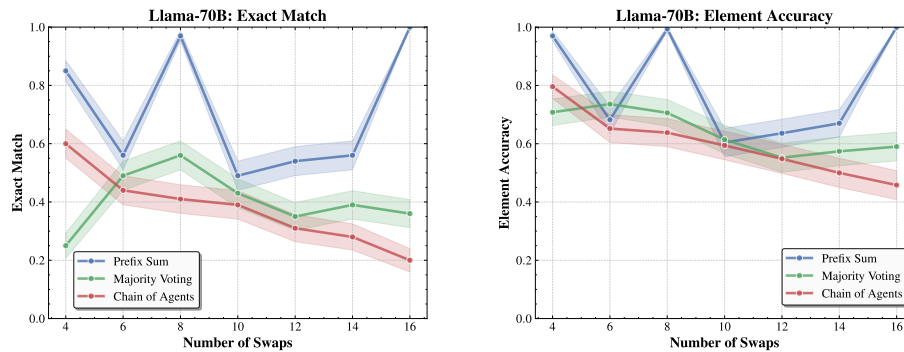 Llama-70B: Exact Match
1.0
0.8
0.6
0.4
0.2
0.0
Exact Match
Prefix Sum
Majority Voting
Chain of Agents
4 6 8 10 12 14 16
Number of Swaps
Llama-70B: Element Accuracy
1.0
0.8
0.6
0.4
0.2
0.0
Element Accuracy
Prefix Sum
Majority Voting
Chain of Agents
4 6 8 10 12 14 16
Number of Swaps